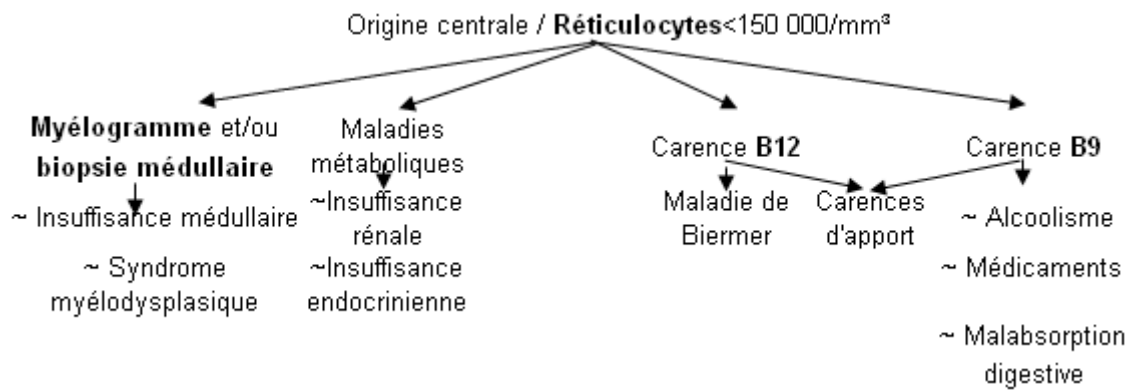 Origine centrale / Réticulocytes<150 000/mm³
Myélogramme et/ou
biopsie médullaire
~ Insuffisance médullaire
~ Syndrome
myélodysplasique
Maladies
métaboliques
~Insuffisance
rénale
~Insuffisance
endocrinienne
Carence B12
Maladie de
Biermer
Carences
d'apport
Carence B9
~ Alcoolisme
~ Médicaments
~ Malabsorption
digestive